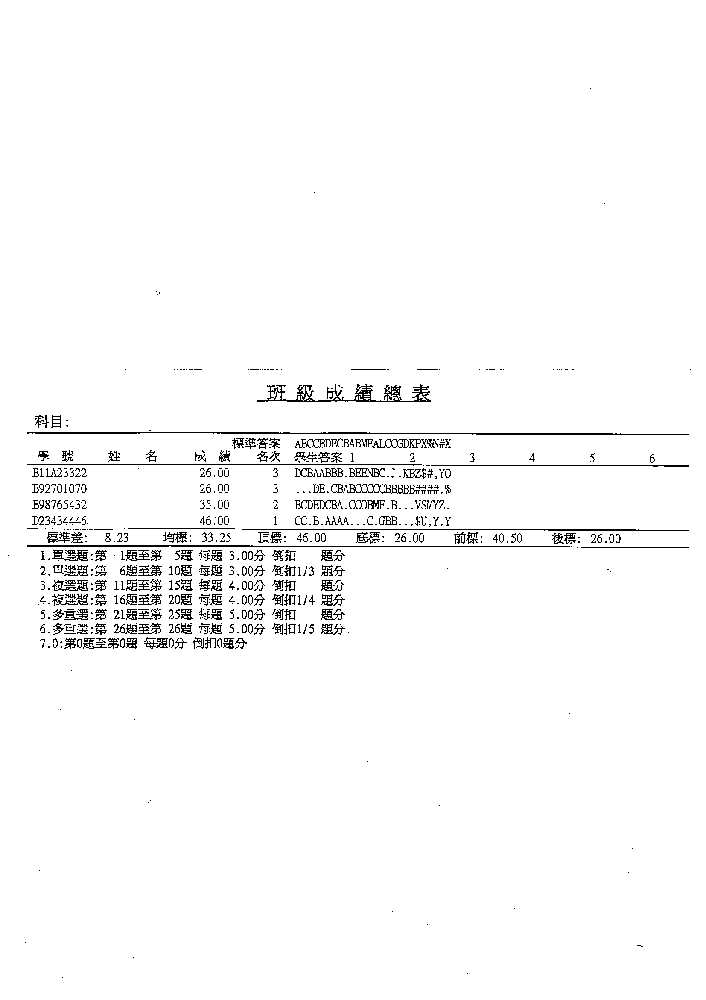 班級成績總表
科目:
標準答案 ABCCBDECBABMEALCCGDKPX%N#X
學 號 姓 名 成 績 名次 學生答案 1 2 3 4 5 6
B11A23322 26.00 3 DCBAABBB.BEENBC.J.KBZ$#,YO
B92701070 26.00 3 ...DE.CBABCCCCCBBBBB####.%
B98765432 35.00 2 BCDEDCBA.CCOBMF.B...VSMYZ.
D23434446 46.00 1 CC.B.AAAA...C.GBB...$U,Y.Y
標準差: 8.23 均標: 33.25 頂標: 46.00 底標: 26.00 前標: 40.50 後標: 26.00
1.單選題:第 1題至第 5題 每題 3.00分 倒扣 題分
2.單選題:第 6題至第 10題 每題 3.00分 倒扣1/3 題分
3.複選題:第 11題至第 15題 每題 4.00分 倒扣 題分
4.複選題:第 16題至第 20題 每題 4.00分 倒扣1/4 題分
5.多重選:第 21題至第 25題 每題 5.00分 倒扣 題分
6.多重選:第 26題至第 26題 每題 5.00分 倒扣1/5 題分
7.0:第0題至第0題 每題0分 倒扣0題分